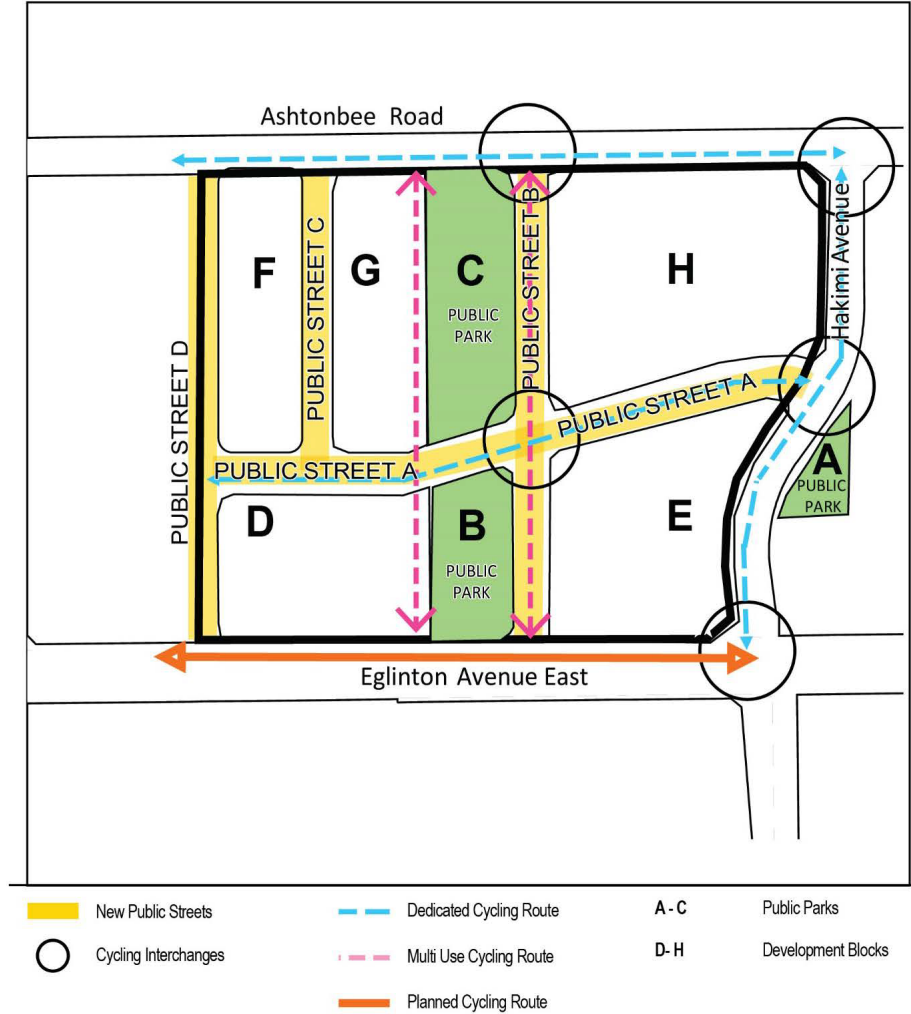 Ashtonbee Road
F
PUBLIC STREET C
G
C
PUBLIC
PARK
PUBLIC STREET B
H
Hakimi Avenue
PUBLIC STREET D
PUBLIC STREET A
PUBLIC STREET A
A
PUBLIC
PARK
D
B
PUBLIC
PARK
E
Eglinton Avenue East
New Public Streets
Dedicated Cycling Route
A - C
Public Parks
Cycling Interchanges
Multi Use Cycling Route
D- H
Development Blocks
Planned Cycling Route